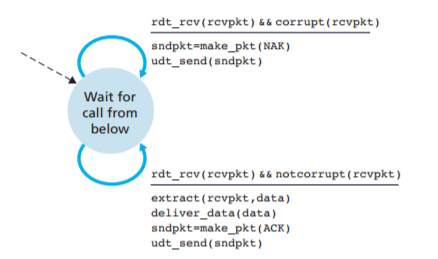 rdt_rcv(rcvpkt) && corrupt(rcvpkt)
sndpkt=make_pkt(NAK)
udt_send(sndpkt)
Wait for
call from
below
rdt_rcv(rcvpkt) && notcorrupt(rcvpkt)
extract(rcvpkt,data)
deliver_data(data)
sndpkt=make_pkt(ACK)
udt_send(sndpkt)